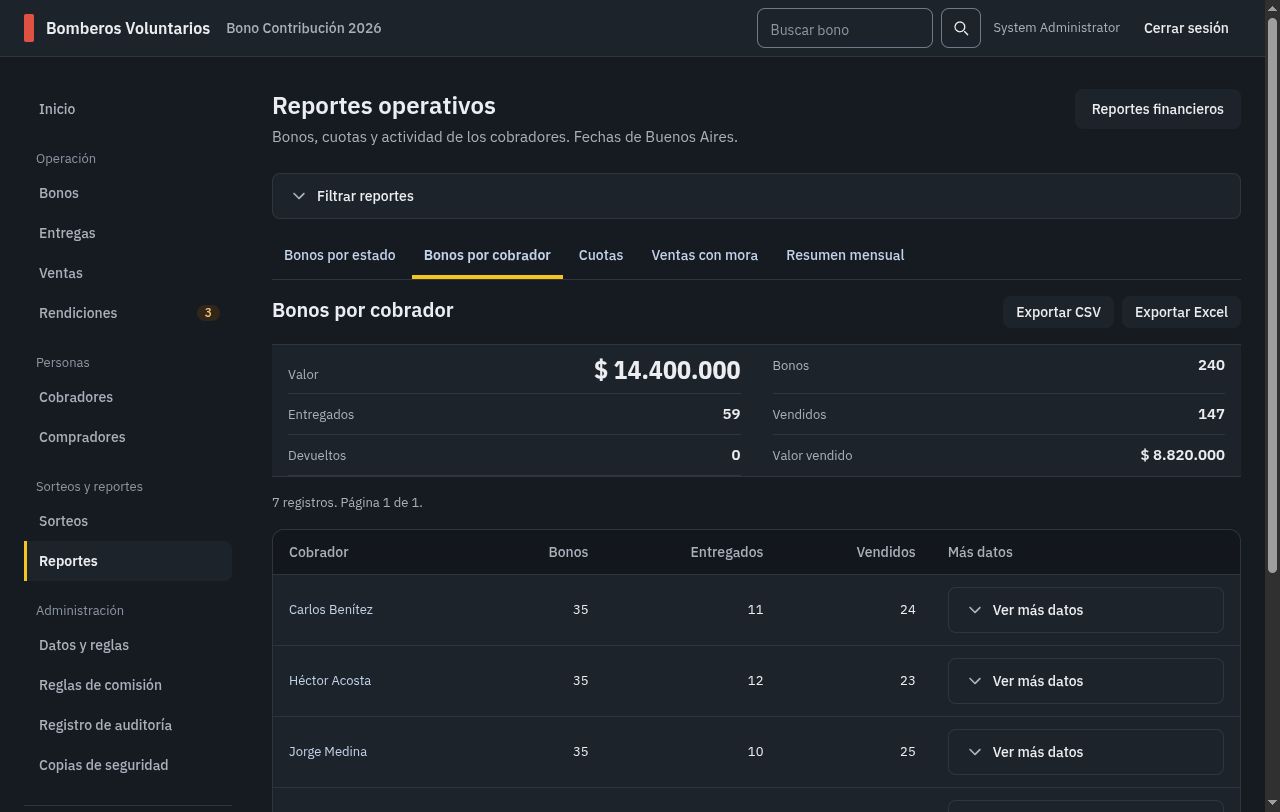 Bomberos Voluntarios Bono Contribución 2026 Buscar bono System Administrator Cerrar sesión
Inicio
Operación
Bonos
Entregas
Ventas
Rendiciones 3
Personas
Cobradores
Compradores
Sorteos y reportes
Sorteos
Reportes
Administración
Datos y reglas
Reglas de comisión
Registro de auditoría
Copias de seguridad
Reportes operativos
Reportes financieros
Bonos, cuotas y actividad de los cobradores. Fechas de Buenos Aires.
Filtrar reportes
Bonos por estado Bonos por cobrador Cuotas Ventas con mora Resumen mensual
Bonos por cobrador Exportar CSV Exportar Excel
Valor $ 14.400.000 Bonos 240
Entregados 59 Vendidos 147
Devueltos 0 Valor vendido $ 8.820.000
7 registros. Página 1 de 1.
Cobrador Bonos Entregados Vendidos Más datos
Carlos Benítez 35 11 24 Ver más datos
Héctor Acosta 35 12 23 Ver más datos
Jorge Medina 35 10 25 Ver más datos